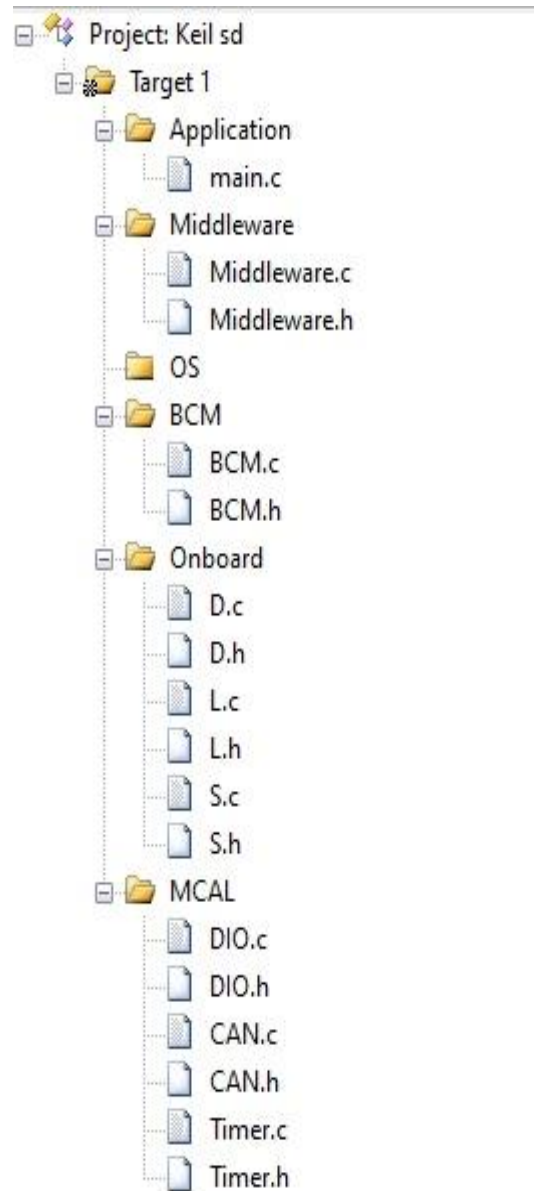 Project: Keil sd
Target 1
Application
main.c
Middleware
Middleware.c
Middleware.h
OS
BCM
BCM.c
BCM.h
Onboard
D.c
D.h
L.c
L.h
S.c
S.h
MCAL
DIO.c
DIO.h
CAN.c
CAN.h
Timer.c
Timer.h